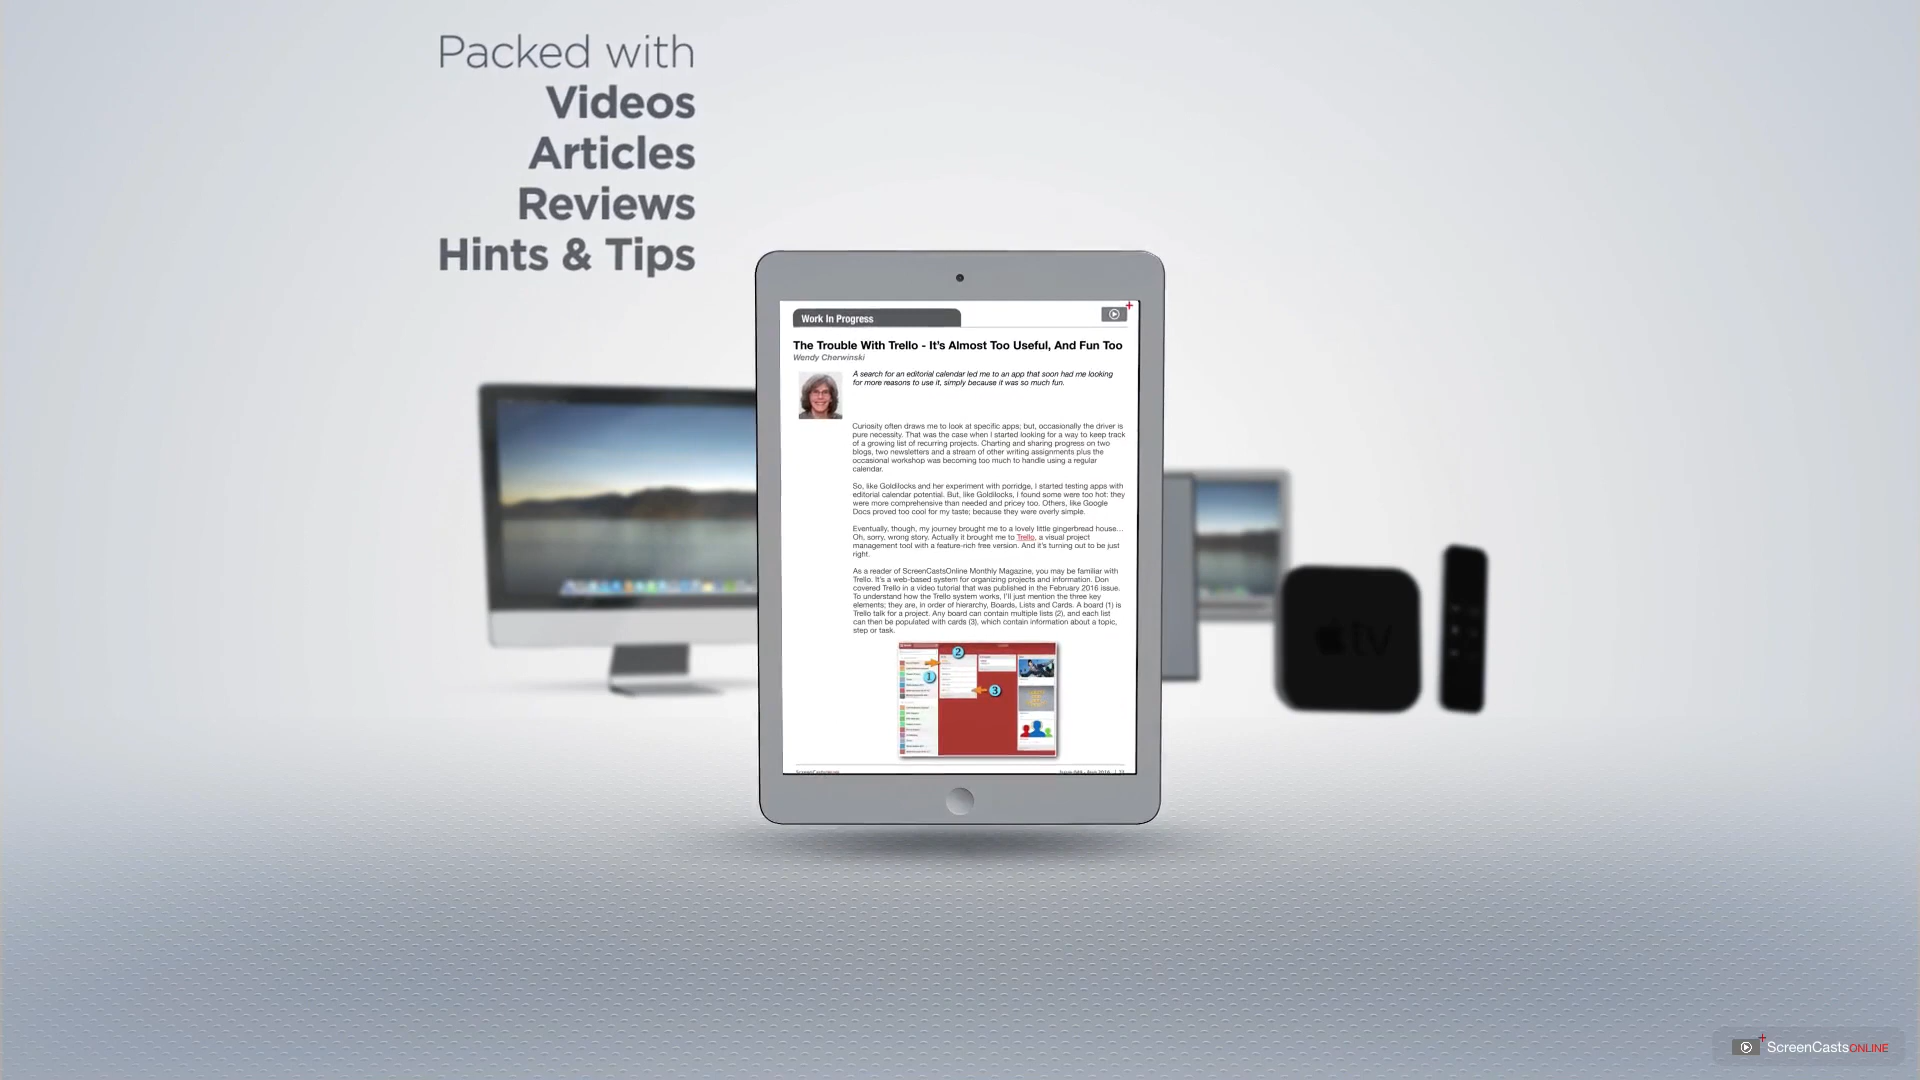 Packed with
Videos
Articles
Reviews
Hints & Tips
Work In Progress
The Trouble With Trello - It's Almost Too Useful, And Fun Too
Wendy Cherwinski
A search for an editorial calendar led me to an app that soon had me looking
for more reasons to use it, simply because it was so much fun.
Curiosity often draws me to look at specific apps; but, occasionally the driver is
pure necessity. That was the case when I started looking for a way to keep track
of a growing list of recurring projects. Charting and sharing progress on two
blogs, two newsletters and a stream of other writing assignments plus the
occasional workshop was becoming too much to handle using a regular
calendar.
So, like Goldilocks and her experiment with porridge, I started testing apps with
editorial calendar potential. But, like Goldilocks, I found some were too hot: they
were more comprehensive than needed and pricey too. Others, like Google
Docs proved too cool for my taste; because they were overly simple.
Eventually, though, my journey brought me to a lovely little gingerbread house...
Oh, sorry, wrong story. Actually it brought me to Trello, a visual project
management tool with a feature-rich free version. And it's turning out to be just
right.
As a reader of ScreenCastsOnline Monthly Magazine, you may be familiar with
Trello. It's a web-based system for organizing projects and information. Don
covered Trello in a video tutorial that was published in the February 2016 issue.
To understand how the Trello system works, I'll just mention the three key
elements; they are, in order of hierarchy, Boards, Lists and Cards. A board (1) is
Trello talk for a project. Any board can contain multiple lists (2), and each list
can then be populated with cards (3), which contain information about a topic,
step or task.
2
1
3
tv
ScreenCastsONLINE